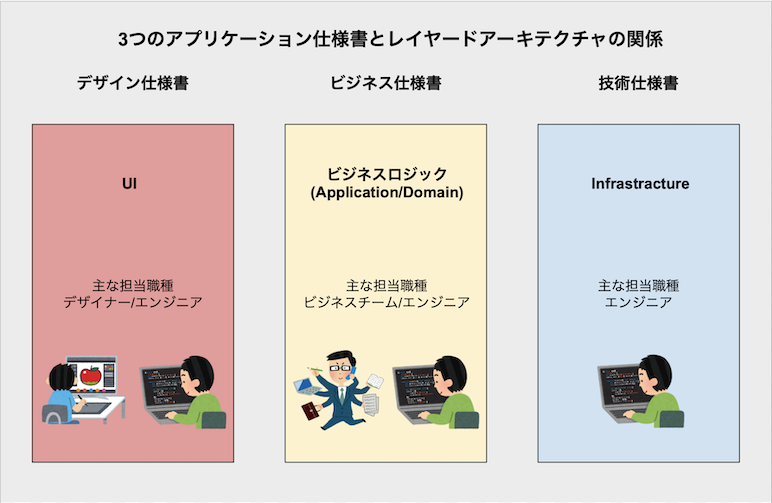 3つのアプリケーション仕様書とレイヤードアーキテクチャの関係
デザイン仕様書
ビジネス仕様書
技術仕様書
UI
ビジネスロジック
(Application/Domain)
Infrastracture
主な担当職種
デザイナー/エンジニア
主な担当職種
ビジネスチーム/エンジニア
主な担当職種
エンジニア